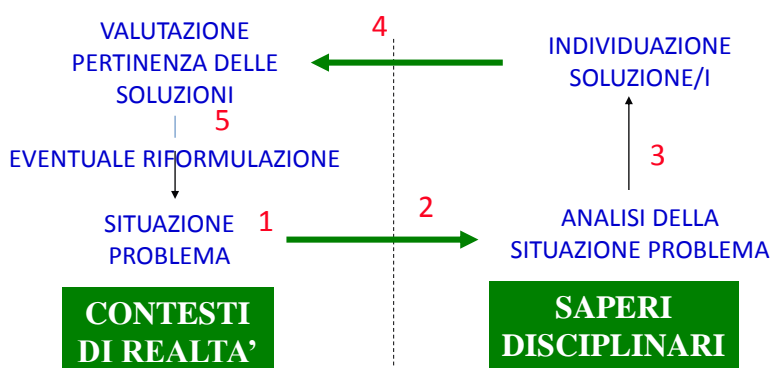 VALUTAZIONE
PERTINENZA DELLE
SOLUZIONI
4
INDIVIDUAZIONE
SOLUZIONE/I
5
EVENTUALE RIFORMULAZIONE
3
SITUAZIONE
PROBLEMA
1
2
ANALISI DELLA
SITUAZIONE PROBLEMA
CONTESTI
DI REALTA’
SAPERI
DISCIPLINARI